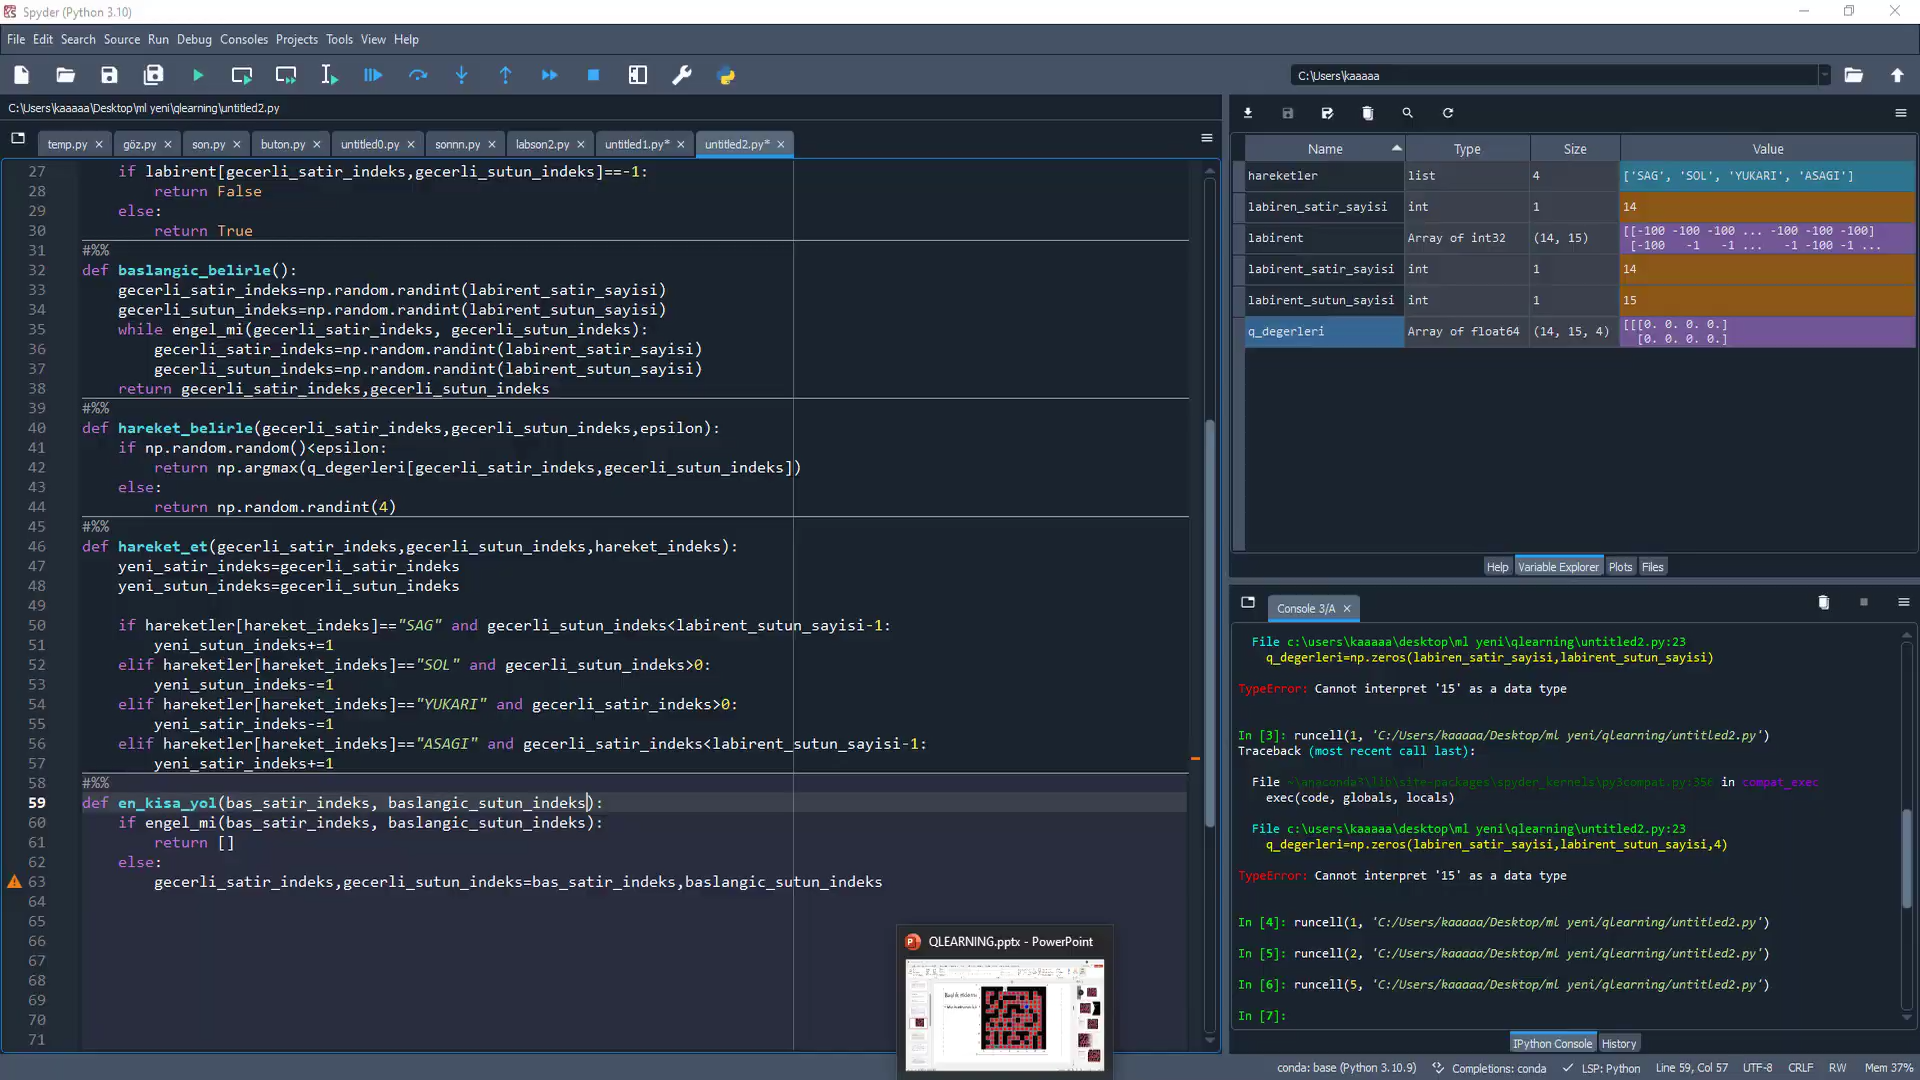 Spyder (Python 3.10)
File Edit Search Source Run Debug Consoles Projects Tools View Help
C:\Users\kaaaaa
C:\Users\kaaaaa\Desktop\ml yeni\qlearning\untitled2.py
temp.py göz.py son.py buton.py untitled0.py sonnn.py labson2.py untitled1.py* untitled2.py*
27 if labirent[gecerli_satir_indeks,gecerli_sutun_indeks]==-1:
28 return False
29 else:
30 return True
31 #%%
32 def baslangic_belirle():
33 gecerli_satir_indeks=np.random.randint(labirent_satir_sayisi)
34 gecerli_sutun_indeks=np.random.randint(labirent_sutun_sayisi)
35 while engel_mi(gecerli_satir_indeks, gecerli_sutun_indeks):
36 gecerli_satir_indeks=np.random.randint(labirent_satir_sayisi)
37 gecerli_sutun_indeks=np.random.randint(labirent_sutun_sayisi)
38 return gecerli_satir_indeks,gecerli_sutun_indeks
39 #%%
40 def hareket_belirle(gecerli_satir_indeks,gecerli_sutun_indeks,epsilon):
41 if np.random.random()<epsilon:
42 return np.argmax(q_degerleri[gecerli_satir_indeks,gecerli_sutun_indeks])
43 else:
44 return np.random.randint(4)
45 #%%
46 def hareket_et(gecerli_satir_indeks,gecerli_sutun_indeks,hareket_indeks):
47 yeni_satir_indeks=gecerli_satir_indeks
48 yeni_sutun_indeks=gecerli_sutun_indeks
49
50 if hareketler[hareket_indeks]=="SAG" and gecerli_sutun_indeks<labirent_sutun_sayisi-1:
51 yeni_sutun_indeks+=1
52 elif hareketler[hareket_indeks]=="SOL" and gecerli_sutun_indeks>0:
53 yeni_sutun_indeks-=1
54 elif hareketler[hareket_indeks]=="YUKARI" and gecerli_satir_indeks>0:
55 yeni_satir_indeks-=1
56 elif hareketler[hareket_indeks]=="ASAGI" and gecerli_satir_indeks<labirent_sutun_sayisi-1:
57 yeni_satir_indeks+=1
58 #%%
59 def en_kisa_yol(bas_satir_indeks, baslangic_sutun_indeks):
60 if engel_mi(bas_satir_indeks, baslangic_sutun_indeks):
61 return []
62 else:
63 gecerli_satir_indeks,gecerli_sutun_indeks=bas_satir_indeks,baslangic_sutun_indeks
64
65
66
67
68
69
70
71
QLEARNING.pptx - PowerPoint
Name Type Size Value
hareketler list 4 ['SAG', 'SOL', 'YUKARI', 'ASAGI']
labiren_satir_sayisi int 1 14
labirent Array of int32 (14, 15) [[-100 -100 -100 ... -100 -100 -100]
[-100 -1 -1 ... -1 -100 -1 ...
labirent_satir_sayisi int 1 14
labirent_sutun_sayisi int 1 15
q_degerleri Array of float64 (14, 15, 4) [[[0. 0. 0. 0.]
[0. 0. 0. 0.]
Help Variable Explorer Plots Files
Console 3/A
File c:\users\kaaaaa\desktop\ml yeni\qlearning\untitled2.py:23
q_degerleri=np.zeros(labiren_satir_sayisi,labirent_sutun_sayisi)
TypeError: Cannot interpret '15' as a data type
In [3]: runcell(1, 'C:/Users/kaaaaa/Desktop/ml yeni/qlearning/untitled2.py')
Traceback (most recent call last):
File ~\anaconda3\lib\site-packages\spyder_kernels\py3compat.py:356 in compat_exec
exec(code, globals, locals)
File c:\users\kaaaaa\desktop\ml yeni\qlearning\untitled2.py:23
q_degerleri=np.zeros(labiren_satir_sayisi,labirent_sutun_sayisi,4)
TypeError: Cannot interpret '15' as a data type
In [4]: runcell(1, 'C:/Users/kaaaaa/Desktop/ml yeni/qlearning/untitled2.py')
In [5]: runcell(2, 'C:/Users/kaaaaa/Desktop/ml yeni/qlearning/untitled2.py')
In [6]: runcell(5, 'C:/Users/kaaaaa/Desktop/ml yeni/qlearning/untitled2.py')
In [7]:
IPython Console History
conda: base (Python 3.10.9) Completions: conda LSP: Python Line 59, Col 57 UTF-8 CRLF RW Mem 37%